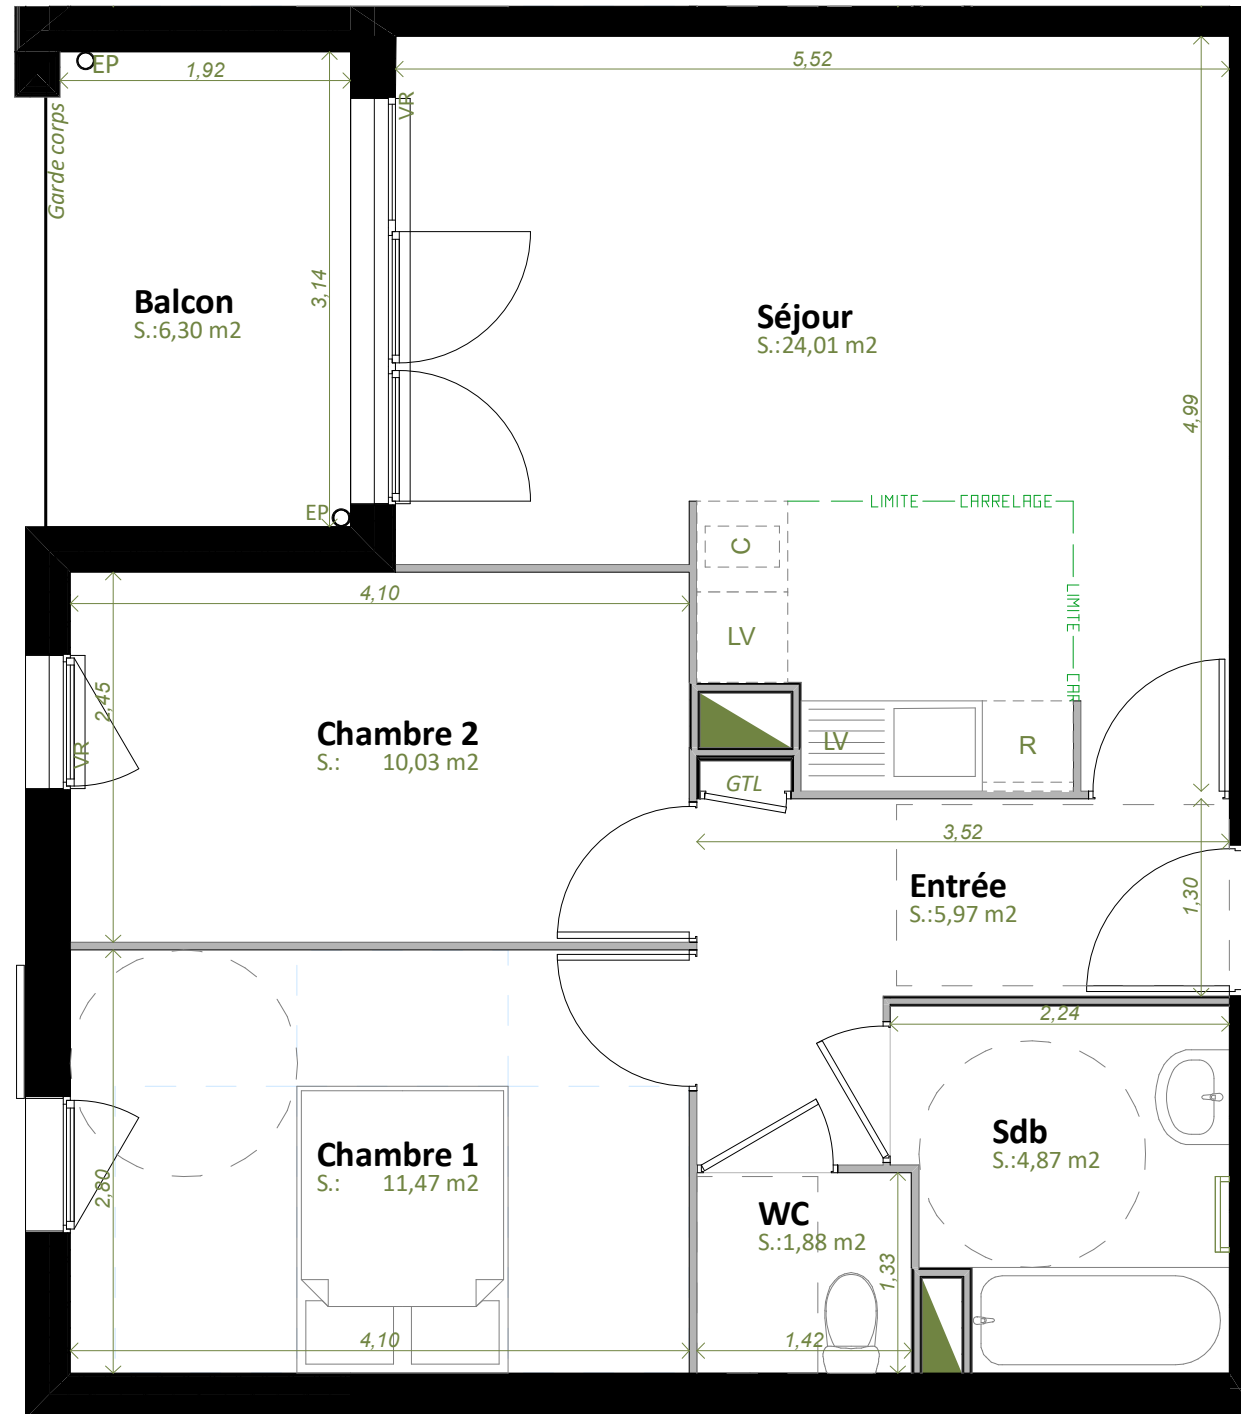 EP
1,92
5,52
VR
Garde corps
3,14
Balcon
S.:6,30 m2
Séjour
S.:24,01 m2
4,99
EP
LIMITE CARRELAGE
C
LIMITE CAR
4,10
LV
2,45
VR
Chambre 2
S.: 10,03 m2
LV
R
GTL
3,52
Entrée
S.:5,97 m2
1,30
2,24
Sdb
S.:4,87 m2
Chambre 1
S.: 11,47 m2
2,80
WC
S.:1,88 m2
1,33
4,10
1,42